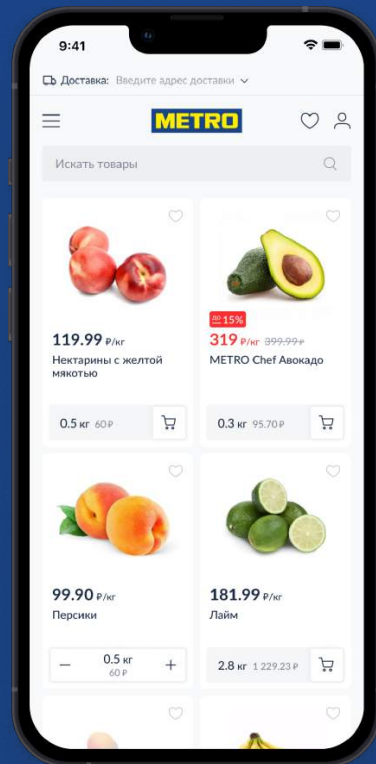 9:41
Доставка: Введите адрес доставки
METRO
Искать товары
119.99 ₽/кг
Нектарины с желтой
мякотью
0.5 кг 60 ₽
до 15%
319 ₽/кг 399.99 ₽
METRO Chef Авокадо
0.3 кг 95.70 ₽
99.90 ₽/кг
Персики
— 0.5 кг +
60 ₽
181.99 ₽/кг
Лайм
2.8 кг 1 229.23 ₽